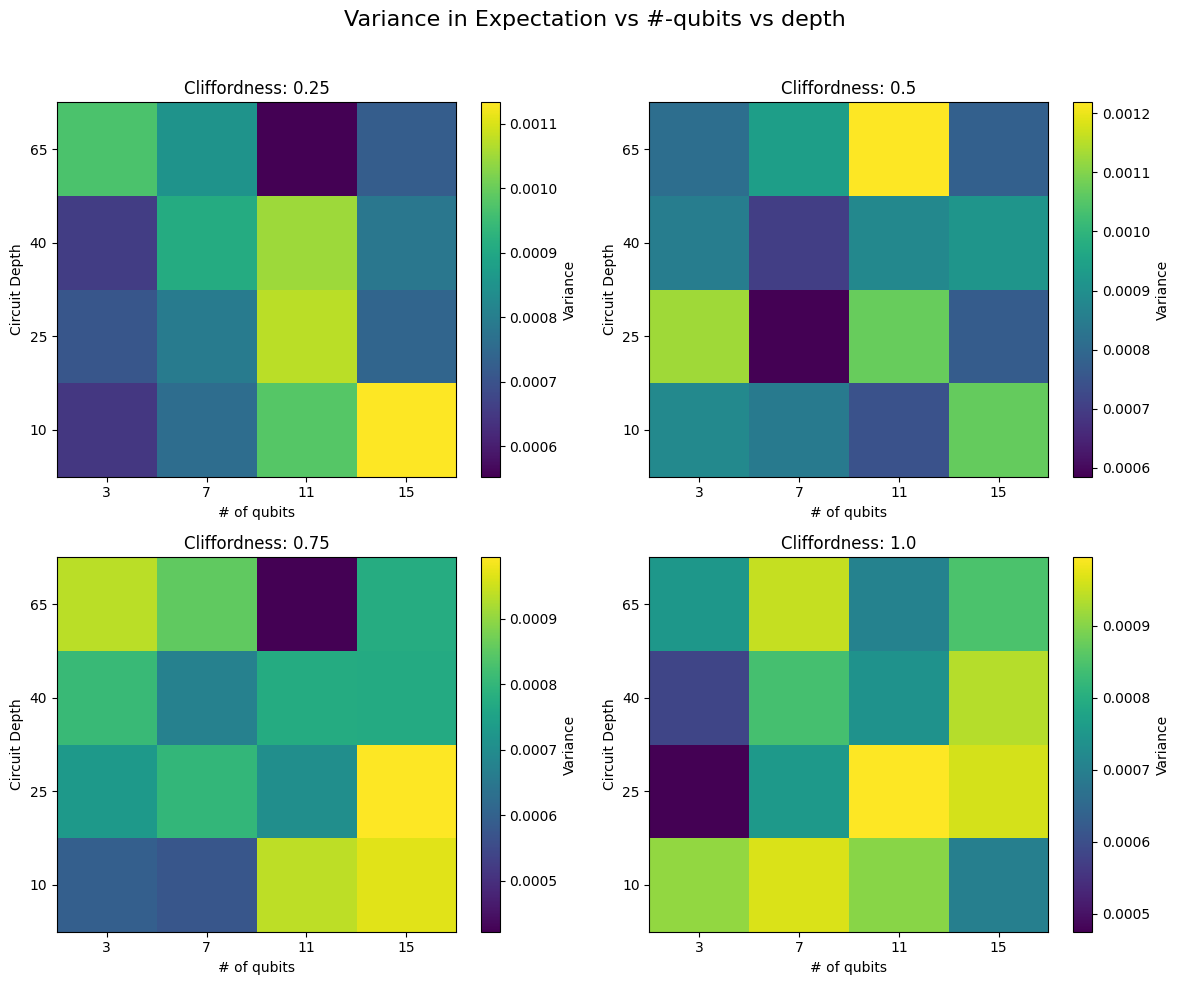 Variance in Expectation vs #-qubits vs depth
Cliffordness: 0.25
Circuit Depth
65
40
25
10
3 7 11 15
# of qubits
0.0011
0.0010
0.0009
0.0008
0.0007
0.0006
Variance
Cliffordness: 0.5
Circuit Depth
65
40
25
10
3 7 11 15
# of qubits
0.0012
0.0011
0.0010
0.0009
0.0008
0.0007
0.0006
Variance
Cliffordness: 0.75
Circuit Depth
65
40
25
10
3 7 11 15
# of qubits
0.0009
0.0008
0.0007
0.0006
0.0005
Variance
Cliffordness: 1.0
Circuit Depth
65
40
25
10
3 7 11 15
# of qubits
0.0009
0.0008
0.0007
0.0006
0.0005
Variance